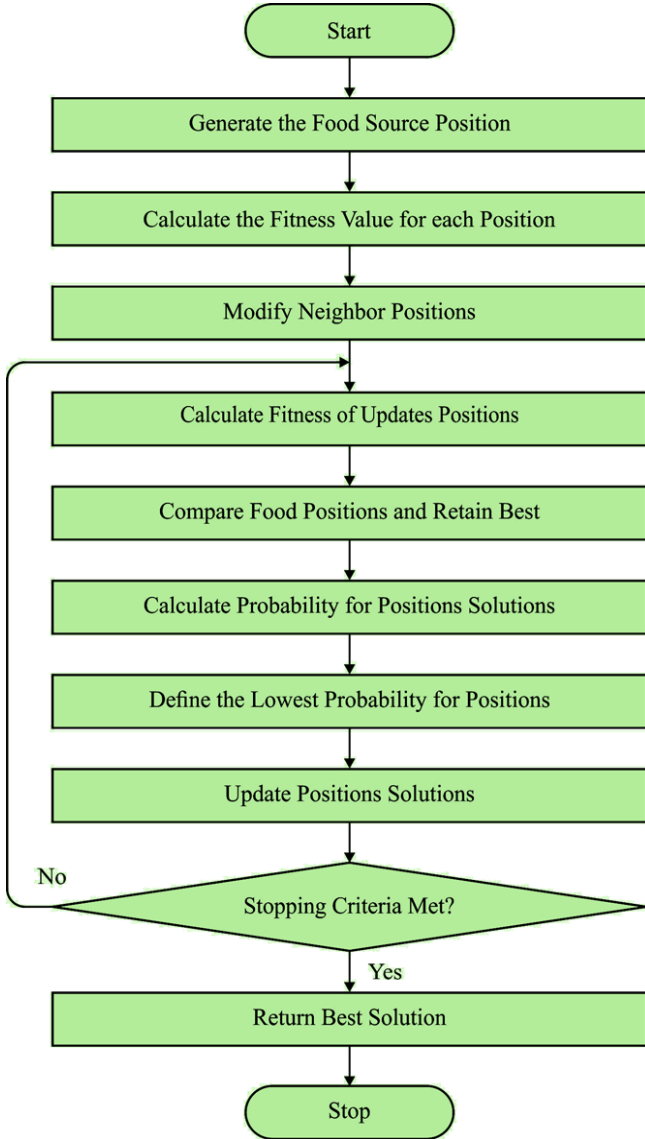 Start
Generate the Food Source Position
Calculate the Fitness Value for each Position
Modify Neighbor Positions
Calculate Fitness of Updates Positions
Compare Food Positions and Retain Best
Calculate Probability for Positions Solutions
Define the Lowest Probability for Positions
Update Positions Solutions
No
Stopping Criteria Met?
Yes
Return Best Solution
Stop